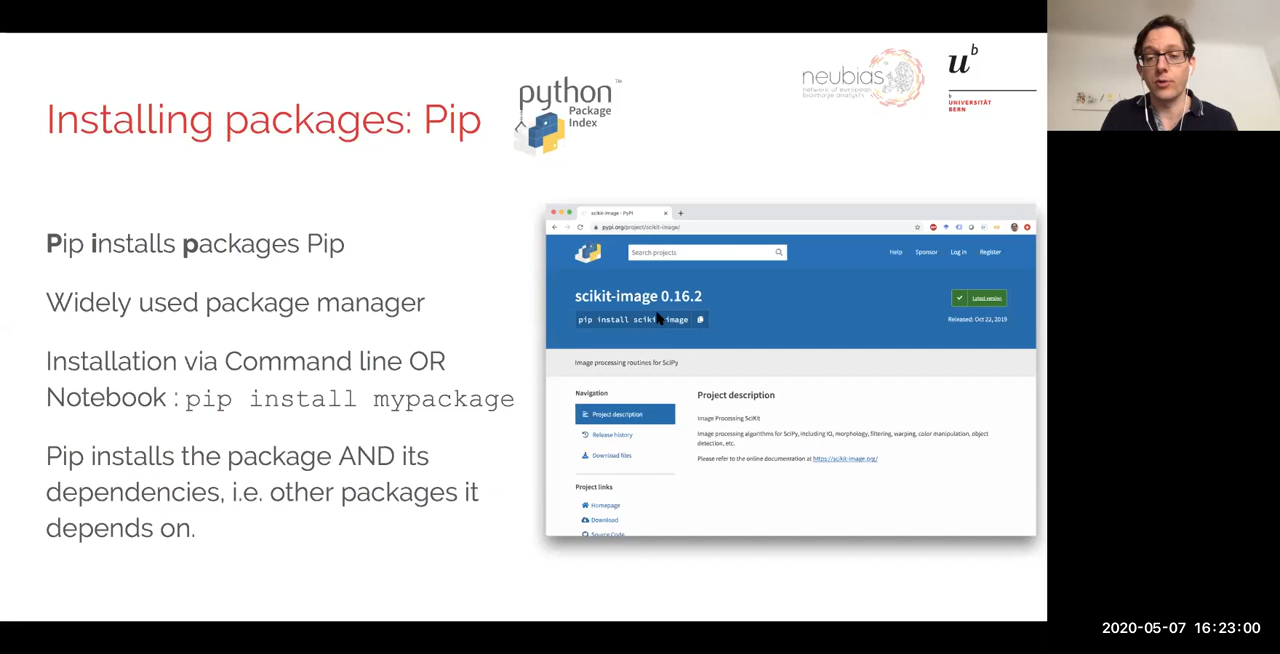 Installing packages: Pip
python
Package
Index
TM
neubias
network of european
bioimage analysts
u b
b
UNIVERSITÄT
BERN
Pip installs packages Pip
Widely used package manager
Installation via Command line OR
Notebook : pip install mypackage
Pip installs the package AND its
dependencies, i.e. other packages it
depends on.
scikit-image · PyPI
pypi.org/project/scikit-image/
Search projects
Help Sponsor Log in Register
scikit-image 0.16.2
Latest version
pip install scikit-image
Released: Oct 22, 2019
Image processing routines for SciPy
Navigation
Project description
Release history
Download files
Project links
Homepage
Download
Source Code
Project description
Image Processing SciKit
Image processing algorithms for SciPy, including IO, morphology, filtering, warping, color manipulation, object
detection, etc.
Please refer to the online documentation at https://scikit-image.org/
2020-05-07 16:23:00